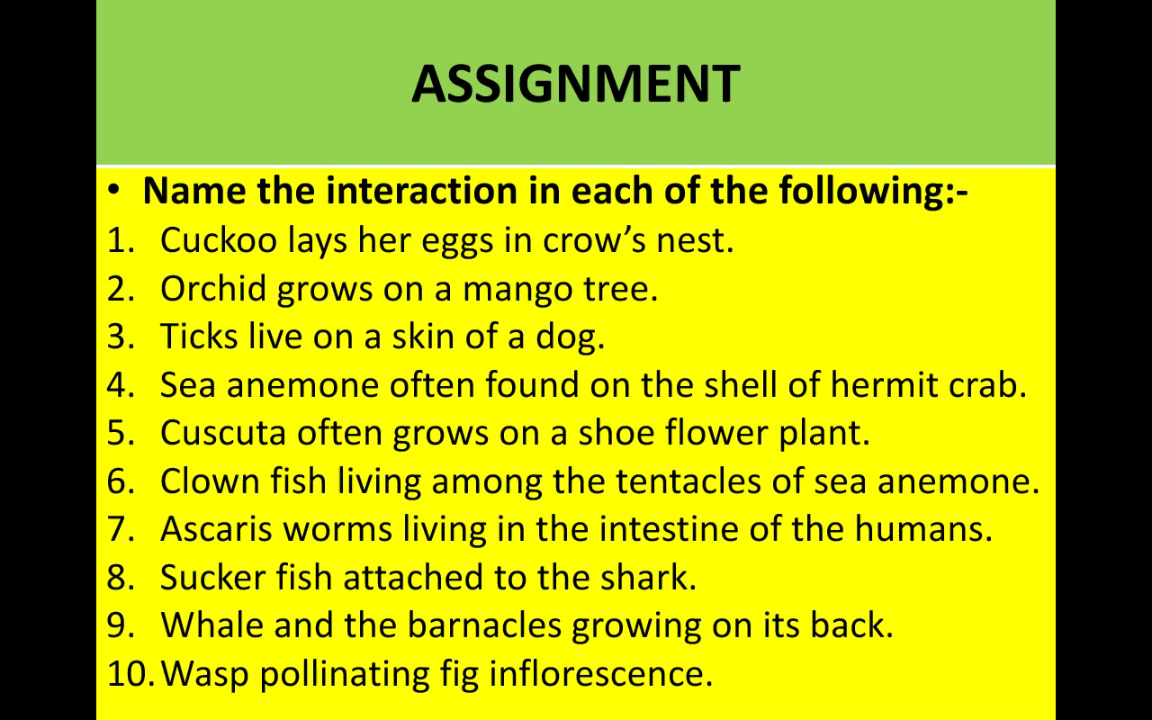 ASSIGNMENT
• Name the interaction in each of the following:-
1. Cuckoo lays her eggs in crow’s nest.
2. Orchid grows on a mango tree.
3. Ticks live on a skin of a dog.
4. Sea anemone often found on the shell of hermit crab.
5. Cuscuta often grows on a shoe flower plant.
6. Clown fish living among the tentacles of sea anemone.
7. Ascaris worms living in the intestine of the humans.
8. Sucker fish attached to the shark.
9. Whale and the barnacles growing on its back.
10. Wasp pollinating fig inflorescence.